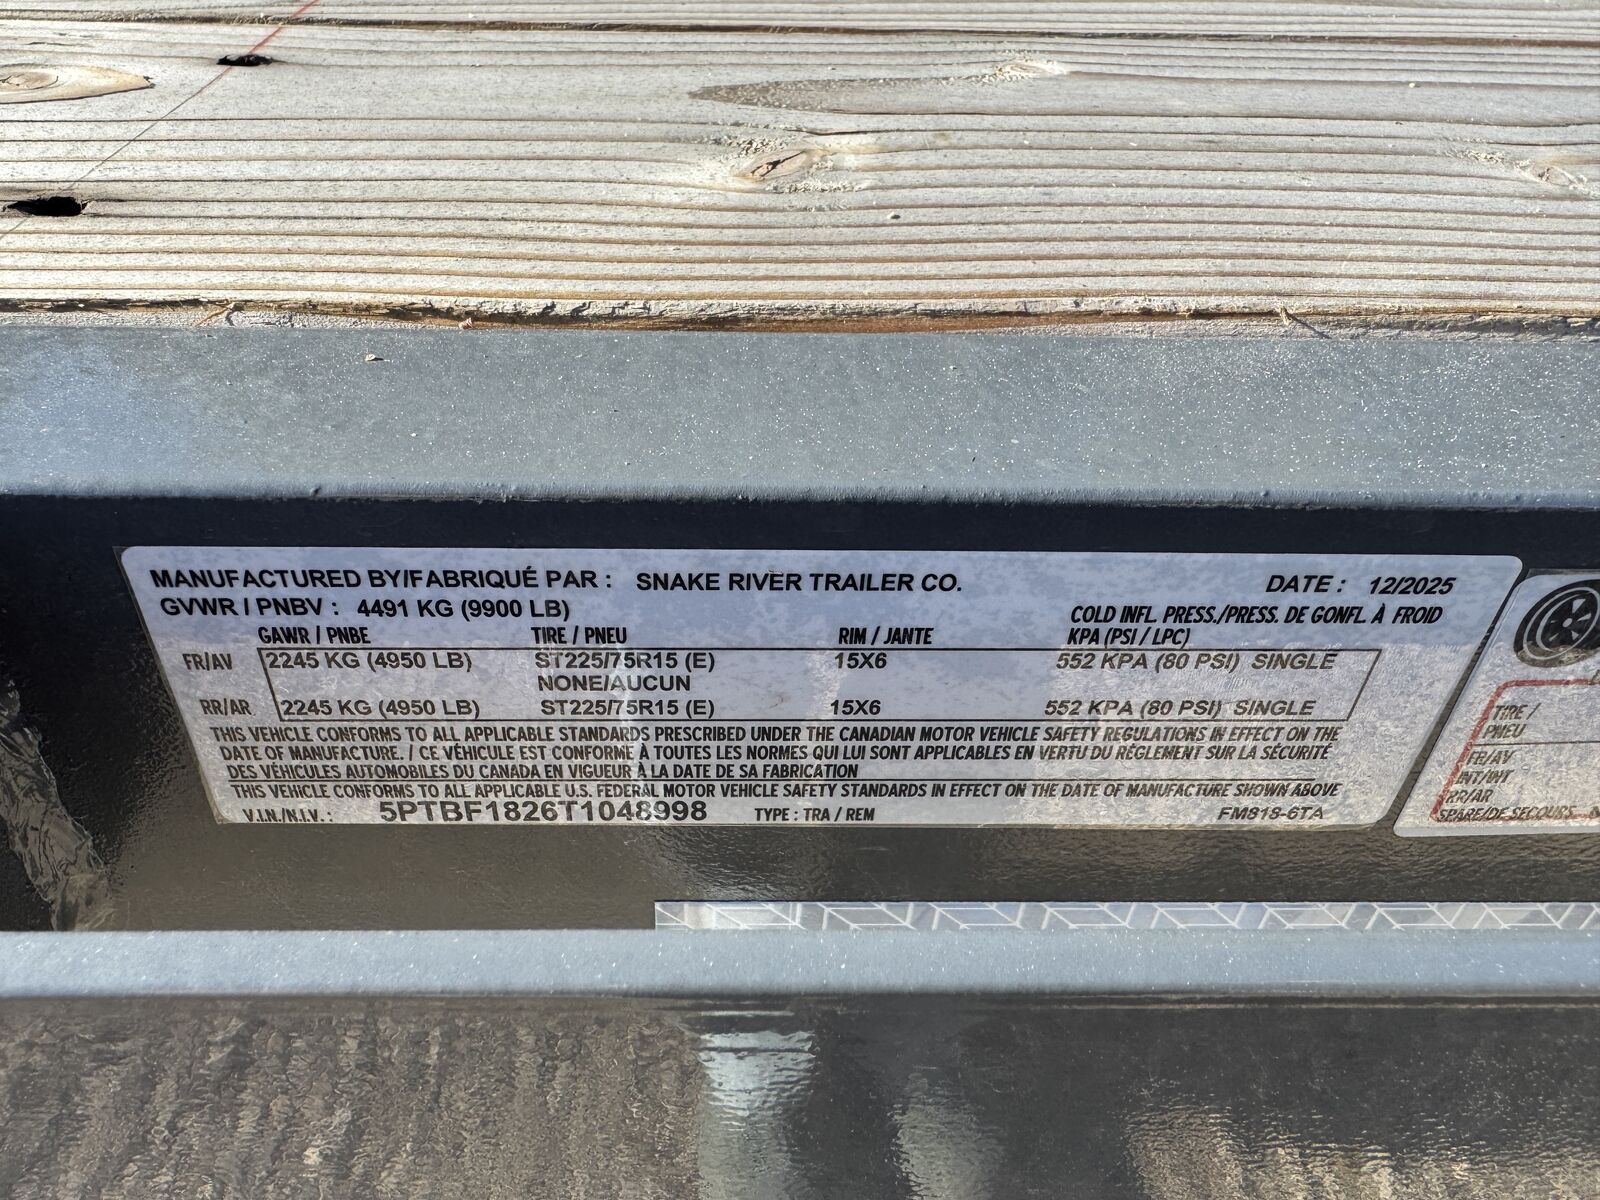 MANUFACTURED BY/FABRIQUÉ PAR : SNAKE RIVER TRAILER CO. DATE : 12/2025
GVWR / PNBV : 4491 KG (9900 LB)
COLD INFL. PRESS./PRESS. DE GONFL. À FROID
GAWR / PNBE TIRE / PNEU RIM / JANTE KPA (PSI / LPC)
FR/AV 2245 KG (4950 LB) ST225/75R15 (E) 15X6 552 KPA (80 PSI) SINGLE
NONE/AUCUN
RR/AR 2245 KG (4950 LB) ST225/75R15 (E) 15X6 552 KPA (80 PSI) SINGLE
THIS VEHICLE CONFORMS TO ALL APPLICABLE STANDARDS PRESCRIBED UNDER THE CANADIAN MOTOR VEHICLE SAFETY REGULATIONS IN EFFECT ON THE
DATE OF MANUFACTURE. / CE VÉHICULE EST CONFORME À TOUTES LES NORMES QUI LUI SONT APPLICABLES EN VERTU DU RÈGLEMENT SUR LA SÉCURITÉ
DES VÉHICULES AUTOMOBILES DU CANADA EN VIGUEUR À LA DATE DE SA FABRICATION
THIS VEHICLE CONFORMS TO ALL APPLICABLE U.S. FEDERAL MOTOR VEHICLE SAFETY STANDARDS IN EFFECT ON THE DATE OF MANUFACTURE SHOWN ABOVE
V.I.N./N.I.V.: 5PTBF1826T1048998 TYPE : TRA / REM FM818-6TA
TIRE /
PNEU
FR/AV
INT/INT
RR/AR
SPARE/DE SECOURS